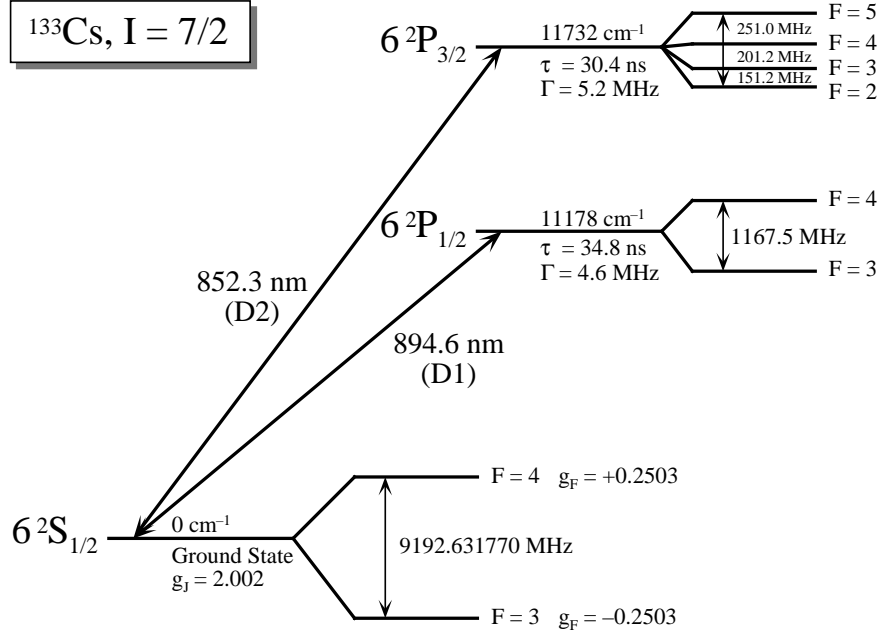 ¹³³Cs, I = 7/2
6 ²P₃/₂
11732 cm⁻¹
τ = 30.4 ns
Γ = 5.2 MHz
F = 5
251.0 MHz
F = 4
201.2 MHz
F = 3
151.2 MHz
F = 2
6 ²P₁/₂
11178 cm⁻¹
τ = 34.8 ns
Γ = 4.6 MHz
F = 4
1167.5 MHz
F = 3
852.3 nm
(D2)
894.6 nm
(D1)
6 ²S₁/₂
0 cm⁻¹
Ground State
g_J = 2.002
F = 4 g_F = +0.2503
9192.631770 MHz
F = 3 g_F = –0.2503